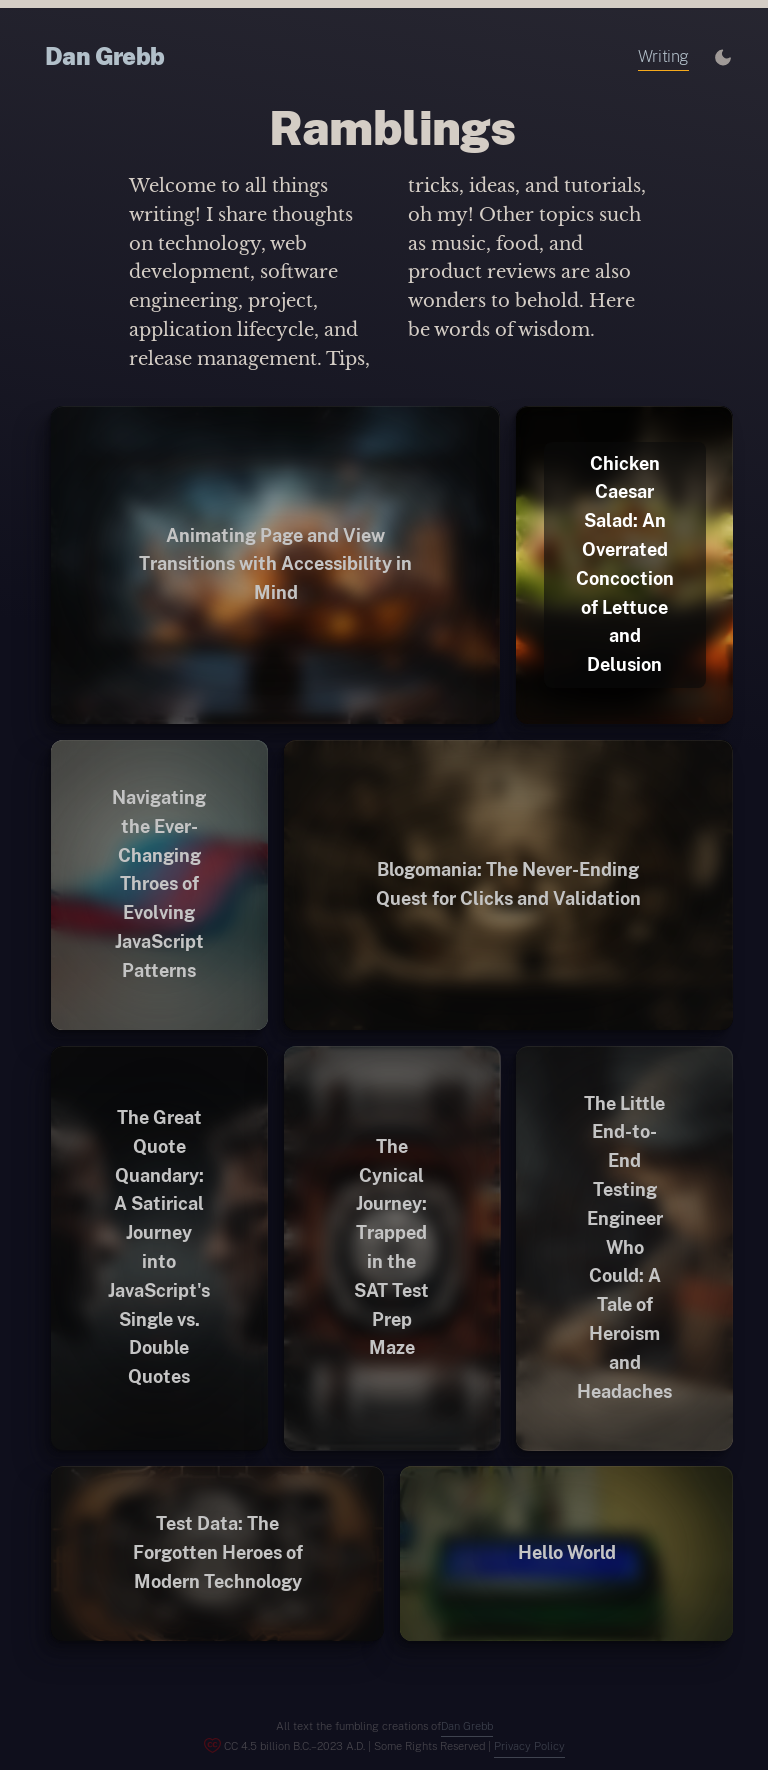 Dan Grebb
Writing
Ramblings
Welcome to all things
writing! I share thoughts
on technology, web
development, software
engineering, project,
application lifecycle, and
release management. Tips,
tricks, ideas, and tutorials,
oh my! Other topics such
as music, food, and
product reviews are also
wonders to behold. Here
be words of wisdom.
Animating Page and View
Transitions with Accessibility in
Mind
Chicken
Caesar
Salad: An
Overrated
Concoction
of Lettuce
and
Delusion
Navigating
the Ever-
Changing
Throes of
Evolving
JavaScript
Patterns
Blogomania: The Never-Ending
Quest for Clicks and Validation
The Great
Quote
Quandary:
A Satirical
Journey
into
JavaScript's
Single vs.
Double
Quotes
The
Cynical
Journey:
Trapped
in the
SAT Test
Prep
Maze
The Little
End-to-
End
Testing
Engineer
Who
Could: A
Tale of
Heroism
and
Headaches
Test Data: The
Forgotten Heroes of
Modern Technology
Hello World
All text the fumbling creations ofDan Grebb
CC 4.5 billion B.C.–2023 A.D. | Some Rights Reserved | Privacy Policy